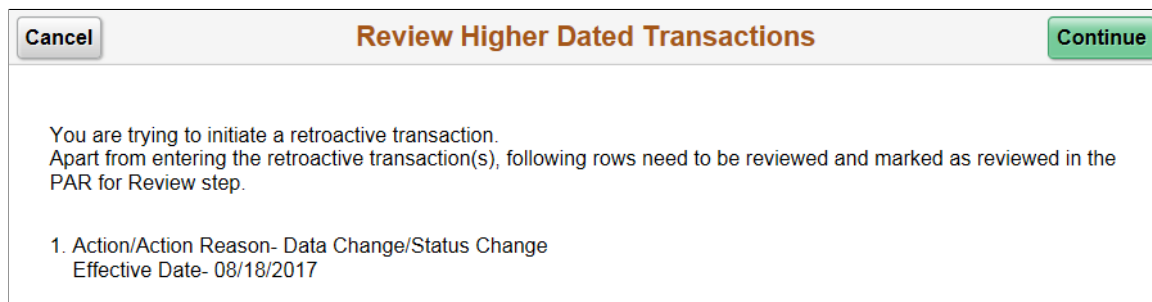 Cancel
Review Higher Dated Transactions
Continue
You are trying to initiate a retroactive transaction.
Apart from entering the retroactive transaction(s), following rows need to be reviewed and marked as reviewed in the
PAR for Review step.
1. Action/Action Reason- Data Change/Status Change
Effective Date- 08/18/2017